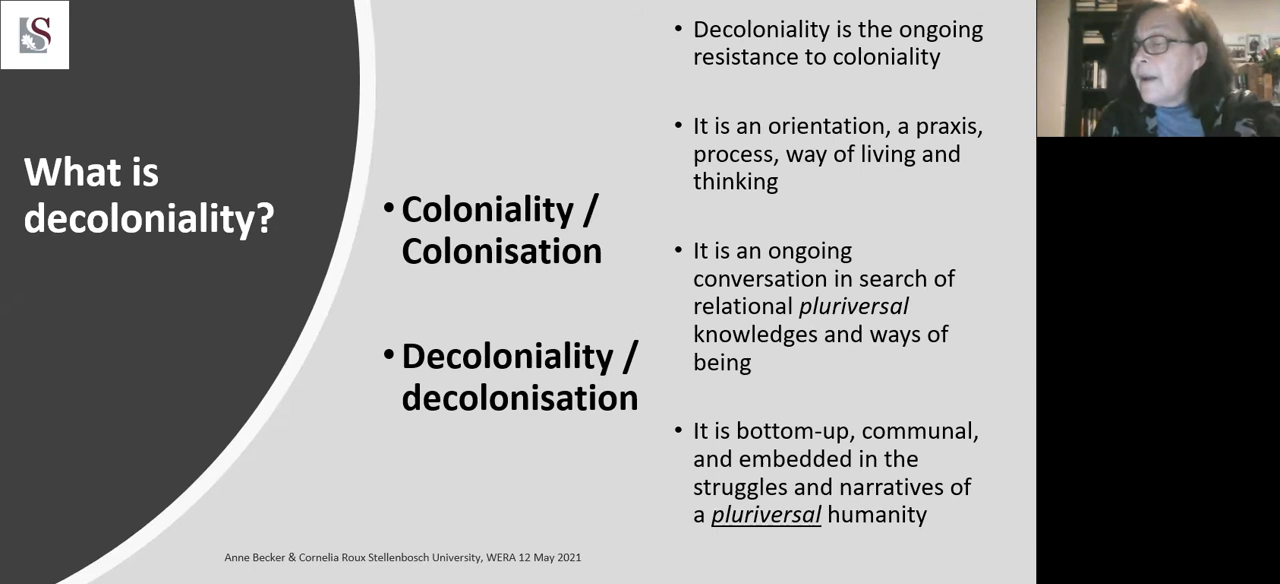 S
What is
decoloniality?
• Coloniality /
Colonisation
• Decoloniality /
decolonisation
• Decoloniality is the ongoing
resistance to coloniality
• It is an orientation, a praxis,
process, way of living and
thinking
• It is an ongoing
conversation in search of
relational pluriversal
knowledges and ways of
being
• It is bottom-up, communal,
and embedded in the
struggles and narratives of
a pluriversal humanity
Anne Becker & Cornelia Roux Stellenbosch University, WERA 12 May 2021